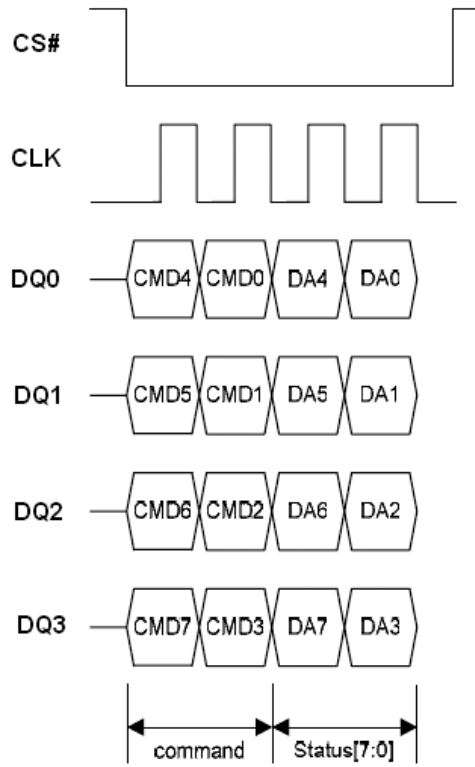 CS#
CLK
DQ0 CMD4 CMD0 DA4 DA0
DQ1 CMD5 CMD1 DA5 DA1
DQ2 CMD6 CMD2 DA6 DA2
DQ3 CMD7 CMD3 DA7 DA3
command Status[7:0]